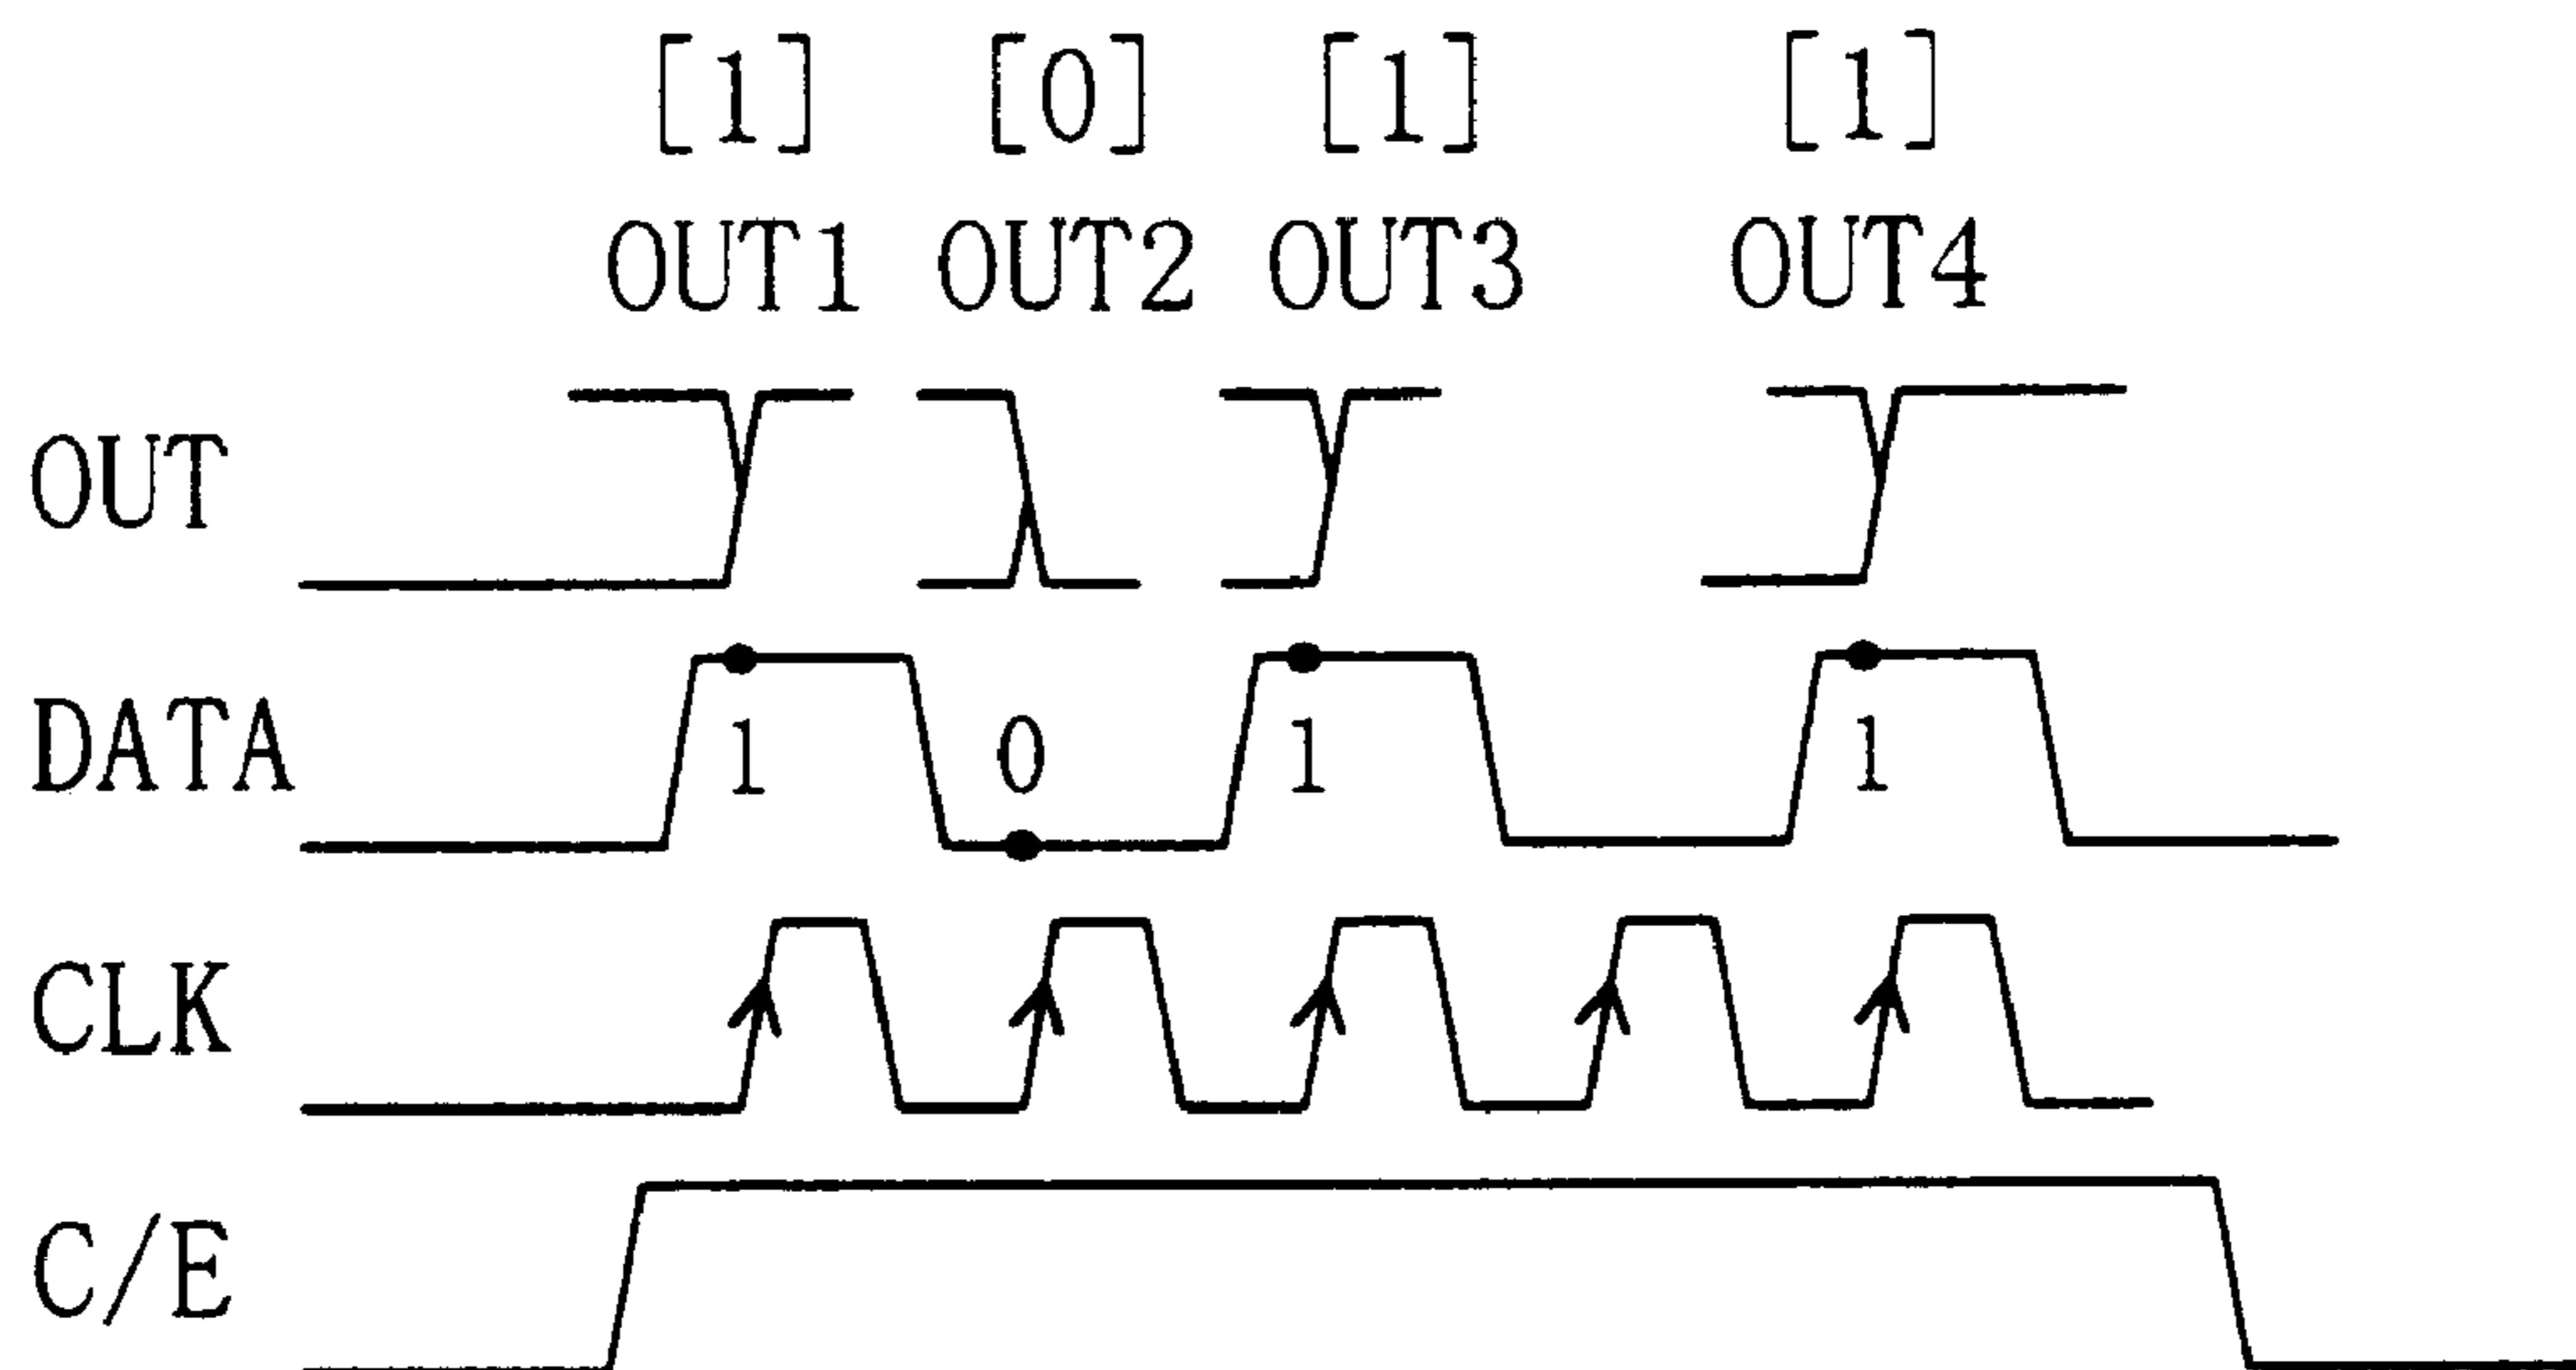 [1] [0] [1] [1]
OUT1 OUT2 OUT3 OUT4
OUT
DATA 1 0 1 1
CLK
C/E